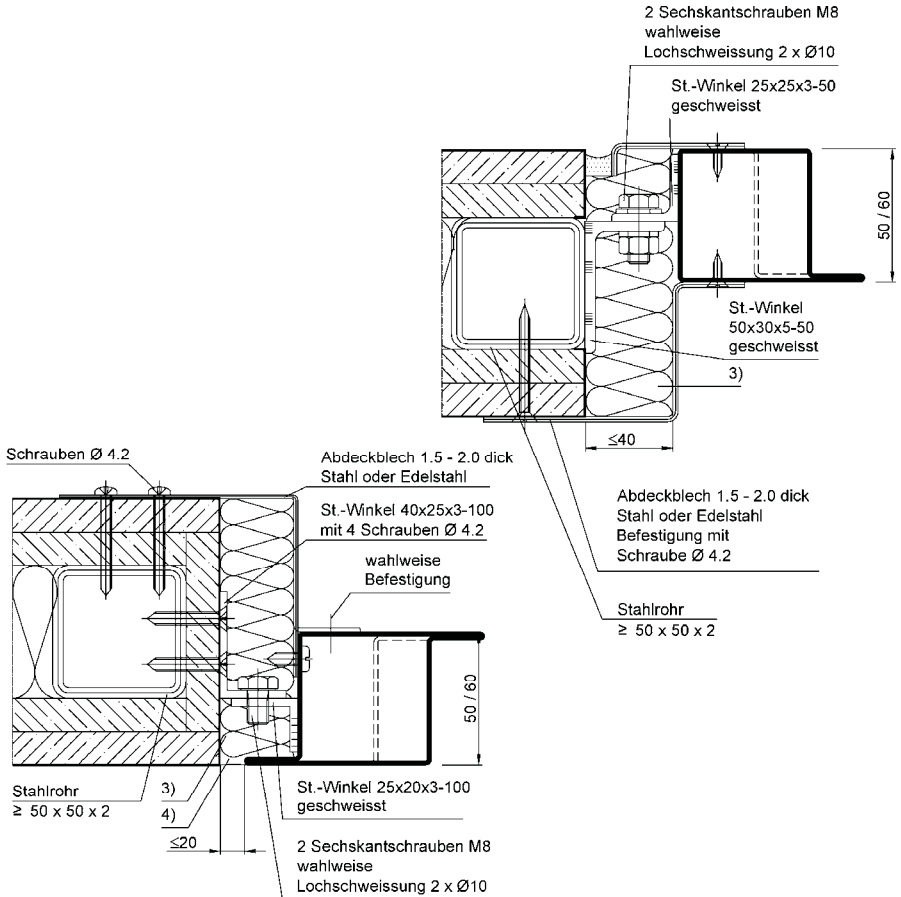 2 Sechskantschrauben M8
wahlweise
Lochschweissung 2 x Ø10
St.-Winkel 25x25x3-50
geschweisst
50 / 60
St.-Winkel
50x30x5-50
geschweisst
3)
≤40
Abdeckblech 1.5 - 2.0 dick
Stahl oder Edelstahl
Befestigung mit
Schraube Ø 4.2
Stahlrohr
≥ 50 x 50 x 2
Schrauben Ø 4.2
Abdeckblech 1.5 - 2.0 dick
Stahl oder Edelstahl
St.-Winkel 40x25x3-100
mit 4 Schrauben Ø 4.2
wahlweise
Befestigung
50 / 60
Stahlrohr
≥ 50 x 50 x 2
3)
4)
≤20
St.-Winkel 25x20x3-100
geschweisst
2 Sechskantschrauben M8
wahlweise
Lochschweissung 2 x Ø10